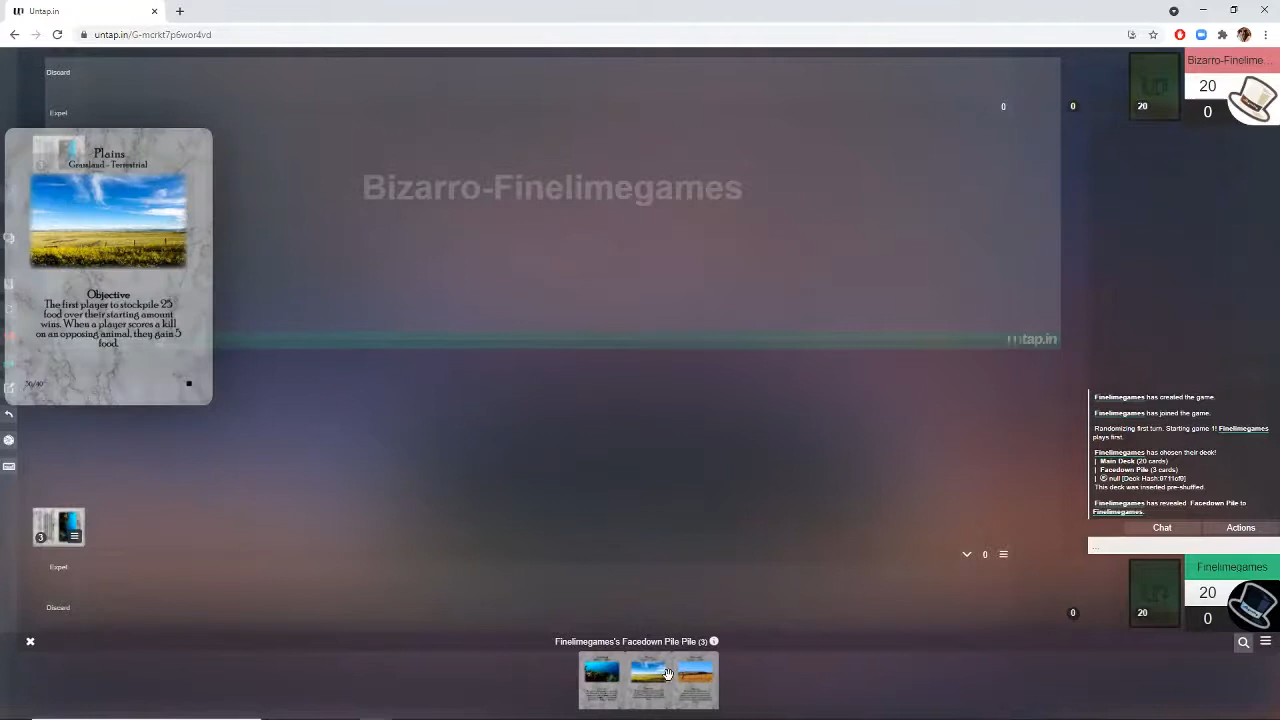 Untap.in
untap.in/G-mcrkt7p6wor4vd
Discard
Expel
0
0
20
Bizarro-Finelime...
20
0
Bizarro-Finelimegames
Plains
Grassland - Terrestrial
Objective
The first player to stockpile 25
food over their starting amount
wins. When a player scores a kill
on an opposing animal, they gain 5
food.
untap.in
Finelimegames has created the game.
Finelimegames has joined the game.
Randomizing first turn. Starting game 1! Finelimegames
plays first.
Finelimegames has chosen their deck!
| Main Deck (20 cards)
| Facedown Pile (3 cards)
This deck was inserted pre-shuffled.
Finelimegames has revealed Facedown Pile to
Finelimegames.
Chat
Actions
...
3
0
Expel
Discard
0
20
Finelimegames
20
0
Finelimegames's Facedown Pile Pile (3)